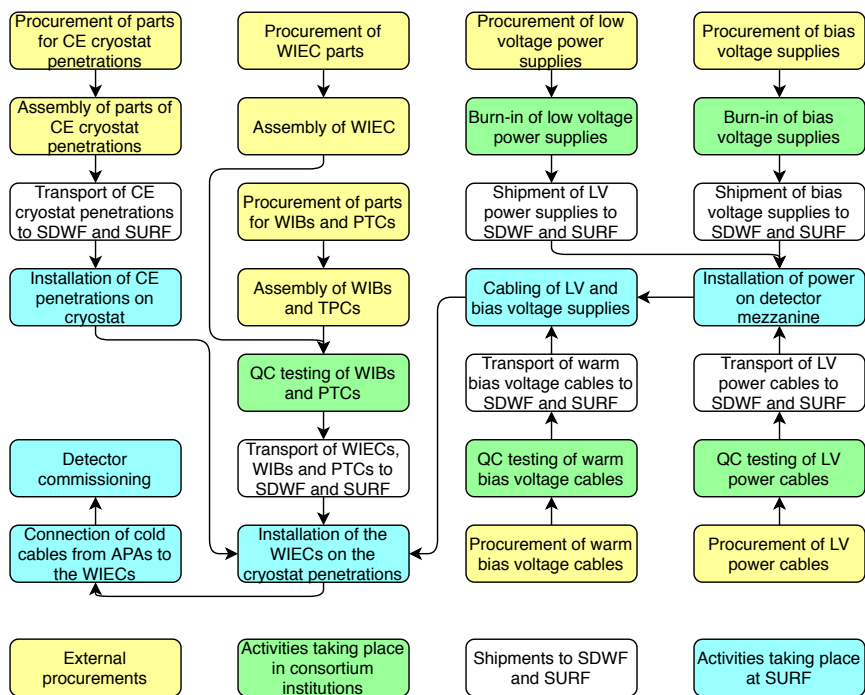 Procurement of parts
for CE cryostat
penetrations
Procurement of
WIEC parts
Procurement of low
voltage power
supplies
Procurement of bias
voltage supplies
Assembly of parts of
CE cryostat
penetrations
Assembly of WIEC
Burn-in of low voltage
power supplies
Burn-in of bias
voltage supplies
Transport of CE
cryostat penetrations
to SDWF and SURF
Procurement of parts
for WIBs and PTCs
Shipment of LV
power supplies to
SDWF and SURF
Shipment of bias
voltage supplies to
SDWF and SURF
Installation of CE
penetrations on
cryostat
Assembly of WIBs
and TPCs
Cabling of LV and
bias voltage supplies
Installation of power
on detector
mezzanine
QC testing of WIBs
and PTCs
Transport of warm
bias voltage cables to
SDWF and SURF
Transport of LV
power cables to
SDWF and SURF
Detector
commissioning
Transport of WIECs,
WIBs and PTCs to
SDWF and SURF
QC testing of warm
bias voltage cables
QC testing of LV
power cables
Connection of cold
cables from APAs to
the WIECs
Installation of the
WIECs on the
cryostat penetrations
Procurement of warm
bias voltage cables
Procurement of LV
power cables
External
procurements
Activities taking place
in consortium
institutions
Shipments to SDWF
and SURF
Activities taking place
at SURF